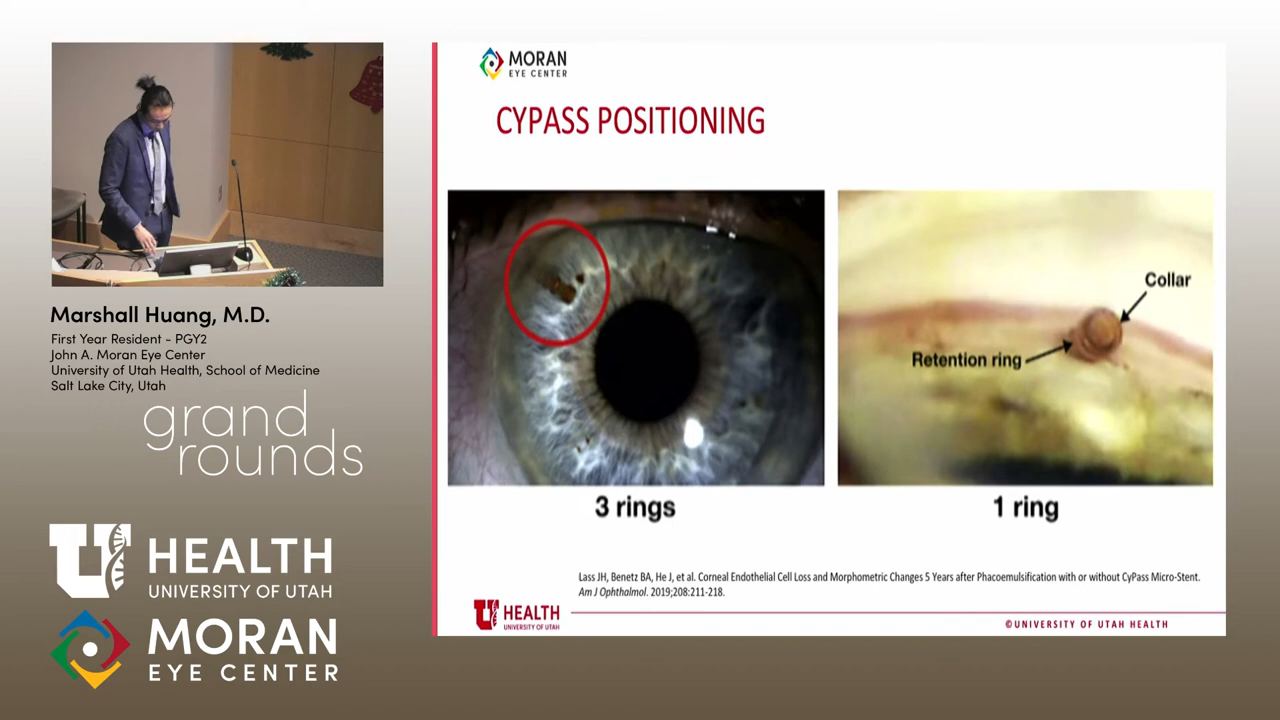 Marshall Huang, M.D.
First Year Resident - PGY2
John A. Moran Eye Center
University of Utah Health, School of Medicine
Salt Lake City, Utah
grand
rounds
U HEALTH
UNIVERSITY OF UTAH
MORAN
EYE CENTER
MORAN
EYE CENTER
CYPASS POSITIONING
Collar
Retention ring
3 rings
1 ring
Lass JH, Benetz BA, He J, et al. Corneal Endothelial Cell Loss and Morphometric Changes 5 Years after Phacoemulsification with or without CyPass Micro-Stent.
Am J Ophthalmol. 2019;208:211-218.
U HEALTH
UNIVERSITY OF UTAH
©UNIVERSITY OF UTAH HEALTH